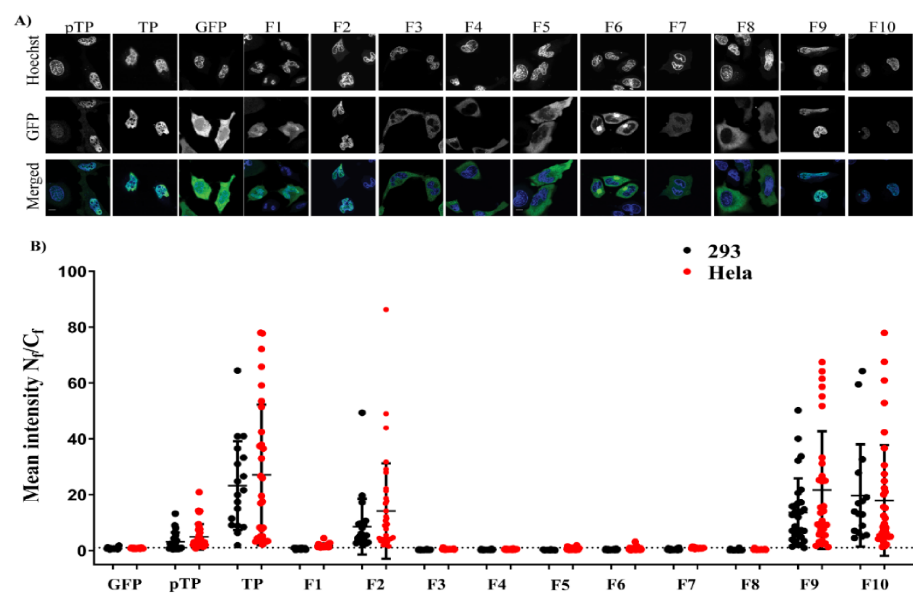 A)
pTP TP GFP F1 F2 F3 F4 F5 F6 F7 F8 F9 F10
Hoechst
GFP
Merged
B)
293
Hela
100
80
60
40
20
0
Mean intensity Nf/Cf
GFP pTP TP F1 F2 F3 F4 F5 F6 F7 F8 F9 F10